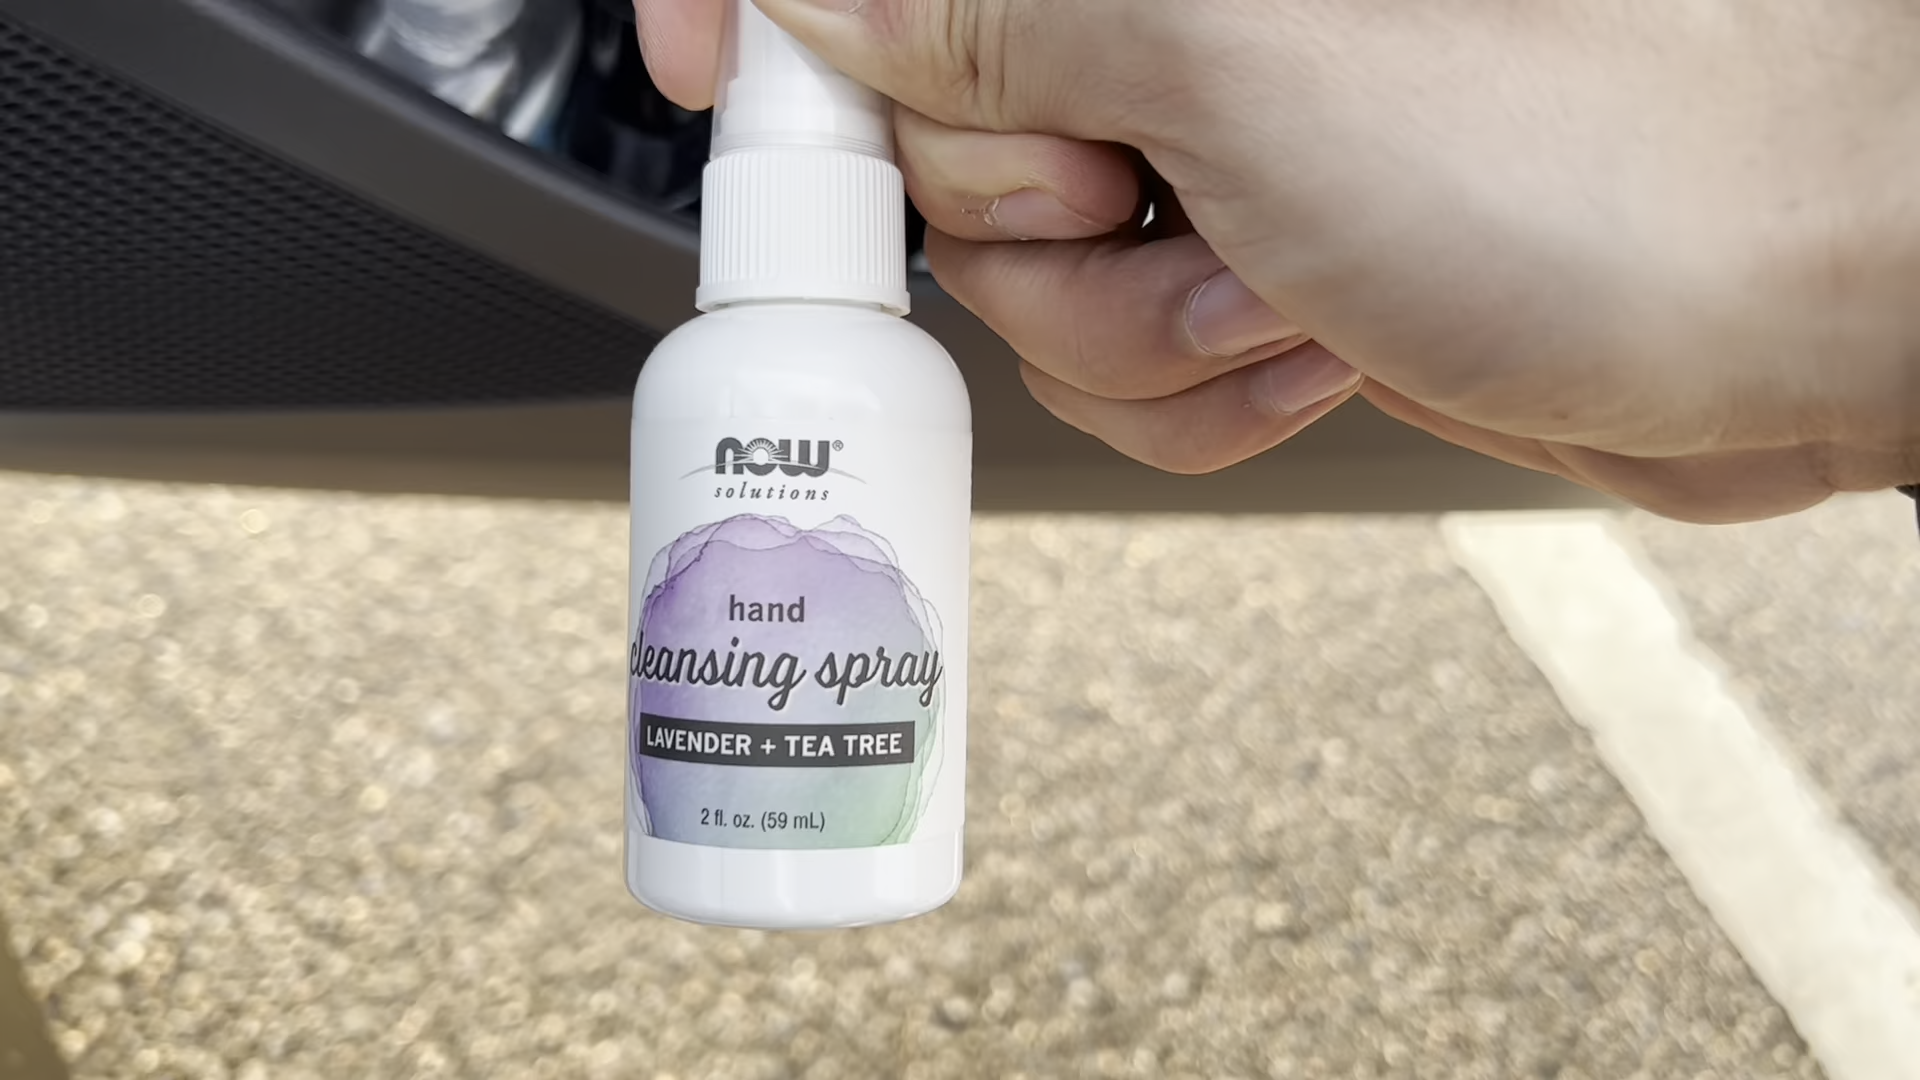 now®
solutions
hand
cleansing spray
LAVENDER + TEA TREE
2 fl. oz. (59 mL)